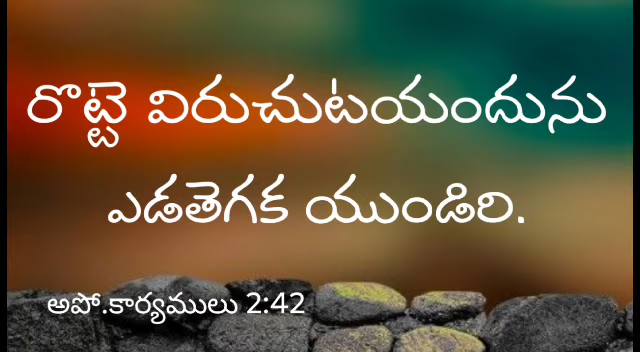 రొట్టె విరుచుటయందును
ఎడతెగక యుండిరి.
అపో.కార్యములు 2:42